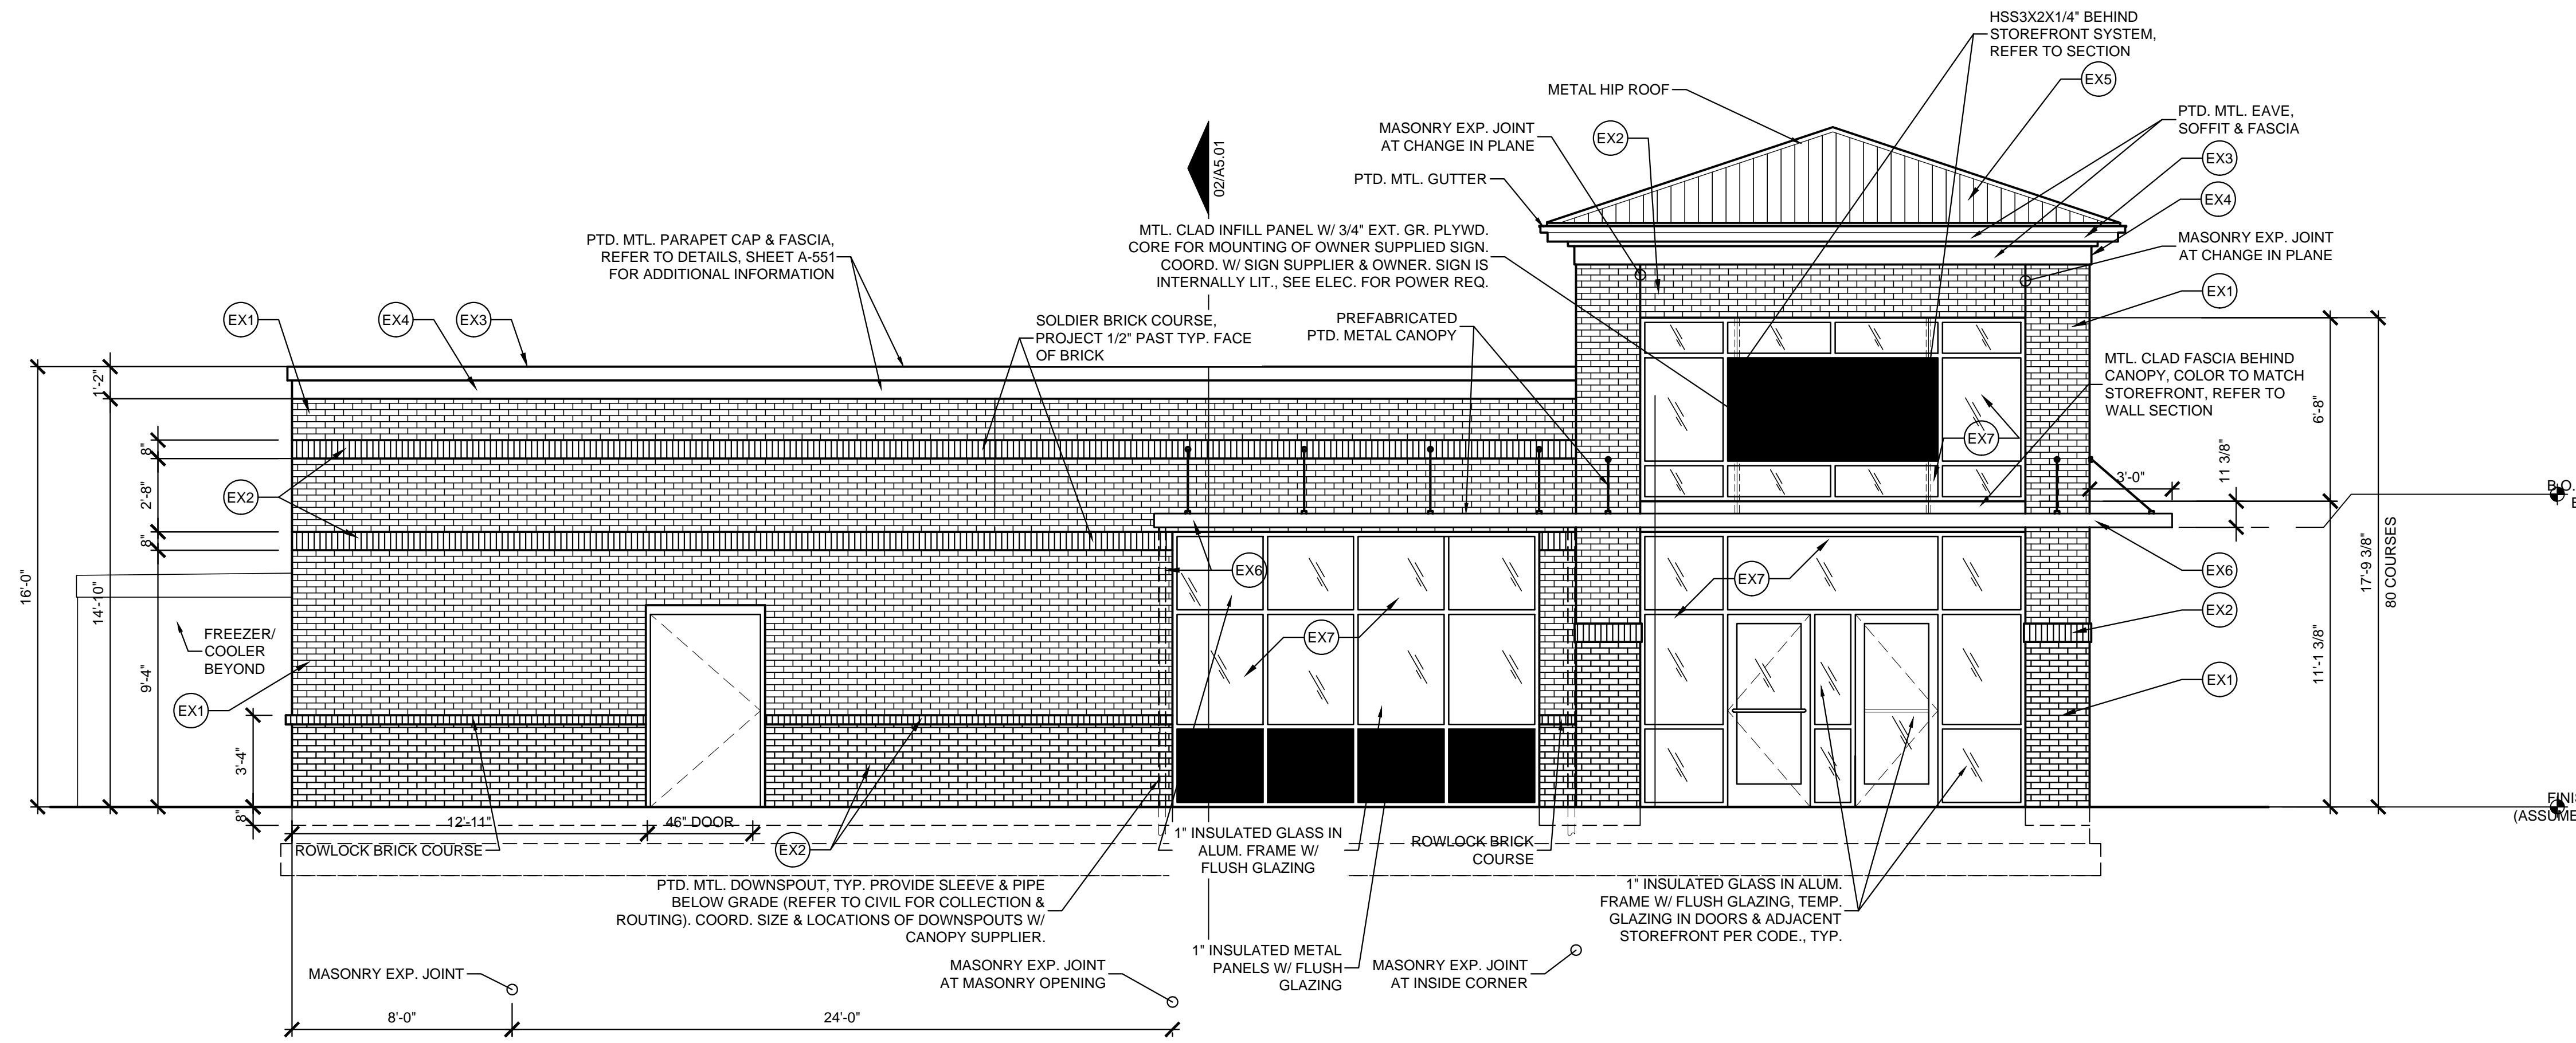 HSS3X2X1/4" BEHIND
STOREFRONT SYSTEM,
REFER TO SECTION
EX5
METAL HIP ROOF
PTD. MTL. EAVE,
SOFFIT & FASCIA
MASONRY EXP. JOINT
AT CHANGE IN PLANE
EX2
EX3
PTD. MTL. GUTTER
EX4
02/A5.01
MTL. CLAD INFILL PANEL W/ 3/4" EXT. GR. PLYWD.
CORE FOR MOUNTING OF OWNER SUPPLIED SIGN.
COORD. W/ SIGN SUPPLIER & OWNER. SIGN IS
INTERNALLY LIT., SEE ELEC. FOR POWER REQ.
MASONRY EXP. JOINT
AT CHANGE IN PLANE
EX1
PTD. MTL. PARAPET CAP & FASCIA,
REFER TO DETAILS, SHEET A-551
FOR ADDITIONAL INFORMATION
EX1
EX4
EX3
SOLDIER BRICK COURSE,
PROJECT 1/2" PAST TYP. FACE
OF BRICK
PREFABRICATED
PTD. METAL CANOPY
MTL. CLAD FASCIA BEHIND
CANOPY, COLOR TO MATCH
STOREFRONT, REFER TO
WALL SECTION
1'-2"
8"
2'-8"
8"
16'-0"
14'-10"
9'-4"
3'-4"
8"
EX2
EX7
6'-8"
11 3/8"
3'-0"
17'-9 3/8"
80 COURSES
11'-1 3/8"
B.O.
EX6
EX7
EX6
EX2
EX7
EX1
FREEZER/
COOLER
BEYOND
EX1
FINIS
(ASSUME
12'-11"
46" DOOR
ROWLOCK BRICK COURSE
EX2
1" INSULATED GLASS IN
ALUM. FRAME W/
FLUSH GLAZING
ROWLOCK BRICK
COURSE
PTD. MTL. DOWNSPOUT, TYP. PROVIDE SLEEVE & PIPE
BELOW GRADE (REFER TO CIVIL FOR COLLECTION &
ROUTING). COORD. SIZE & LOCATIONS OF DOWNSPOUTS W/
CANOPY SUPPLIER.
1" INSULATED GLASS IN ALUM.
FRAME W/ FLUSH GLAZING, TEMP.
GLAZING IN DOORS & ADJACENT
STOREFRONT PER CODE., TYP.
1" INSULATED METAL
PANELS W/ FLUSH
GLAZING
MASONRY EXP. JOINT
MASONRY EXP. JOINT
AT MASONRY OPENING
MASONRY EXP. JOINT
AT INSIDE CORNER
8'-0"
24'-0"